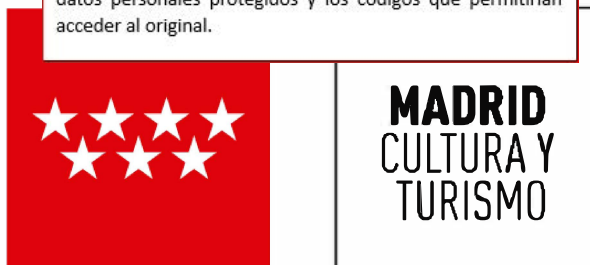 datos personales protegidos y los códigos que permitirían
acceder al original.
MADRID
CULTURA Y
TURISMO